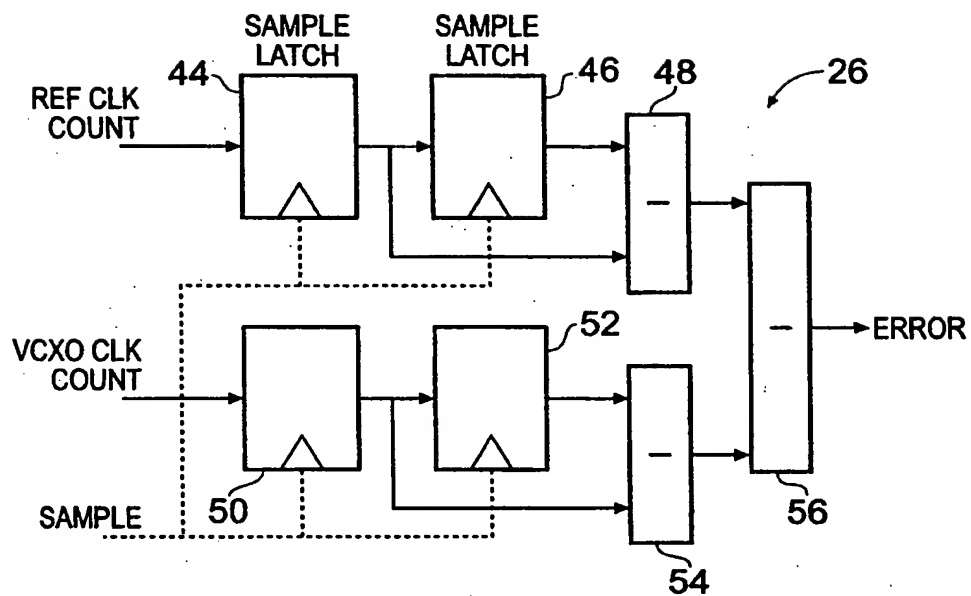 SAMPLE
LATCH
SAMPLE
LATCH
44
46
48
26
REF CLK
COUNT
−
−
ERROR
52
VCXO CLK
COUNT
−
50
56
SAMPLE
54